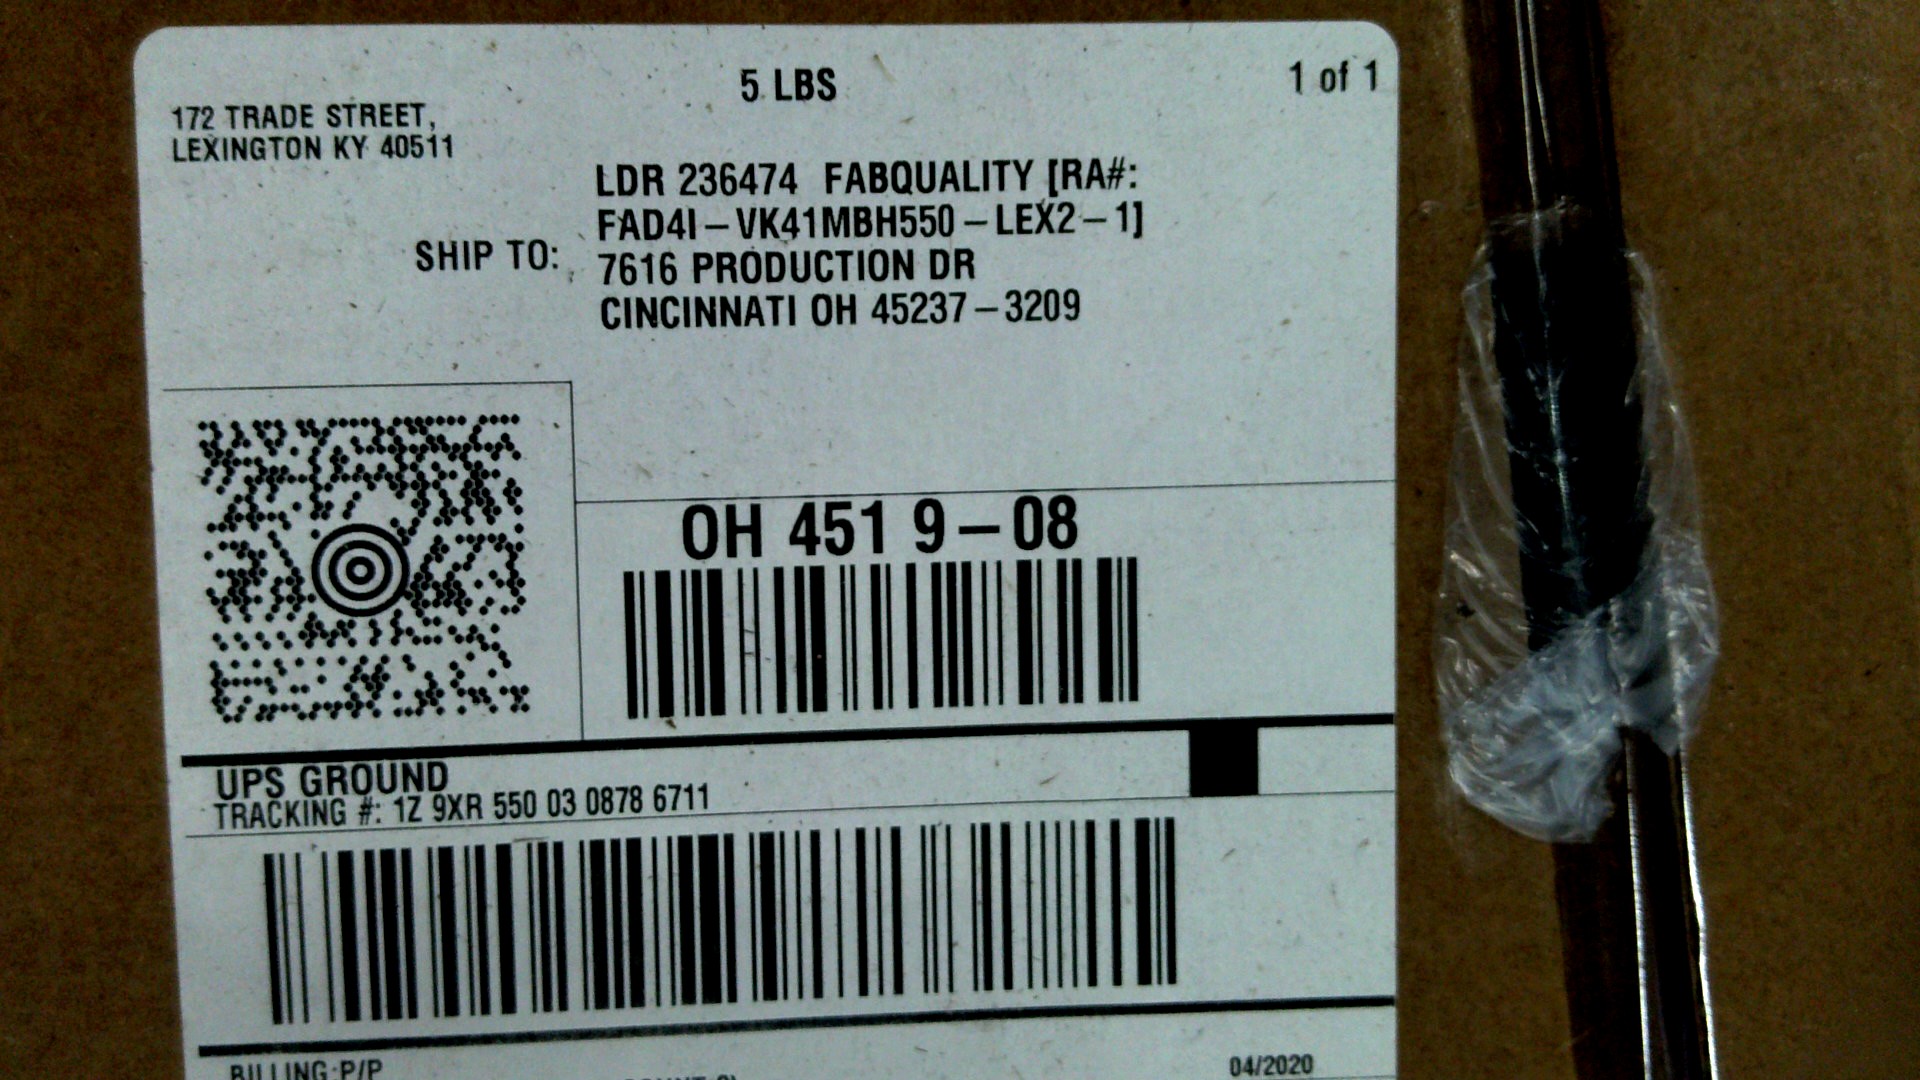 5 LBS
1 of 1
172 TRADE STREET,
LEXINGTON KY 40511
LDR 236474 FABQUALITY [RA#:
FAD4I-VK41MBH550-LEX2-1]
SHIP TO:
7616 PRODUCTION DR
CINCINNATI OH 45237-3209
OH 451 9-08
UPS GROUND
TRACKING #: 1Z 9XR 550 03 0878 6711
BILLING:P/P
04/2020